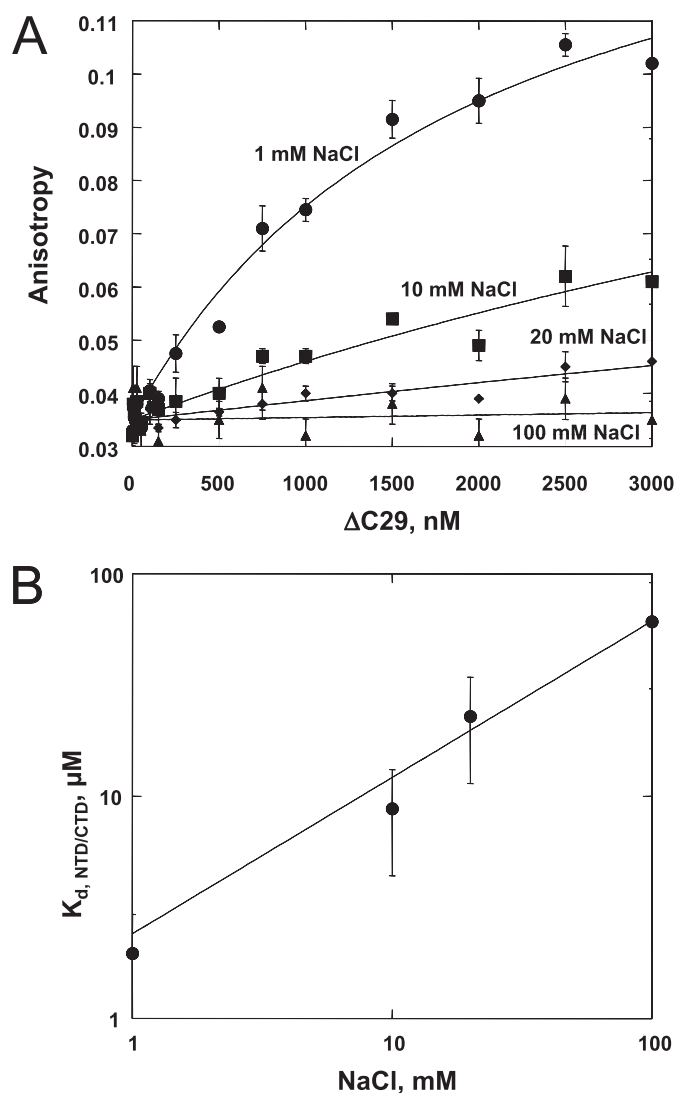 A
0.11
0.1
0.09
0.08
0.07
0.06
0.05
0.04
0.03
Anisotropy
1 mM NaCl
10 mM NaCl
20 mM NaCl
100 mM NaCl
0 500 1000 1500 2000 2500 3000
ΔC29, nM
B
100
10
1
Kd, NTD/CTD, µM
1 10 100
NaCl, mM